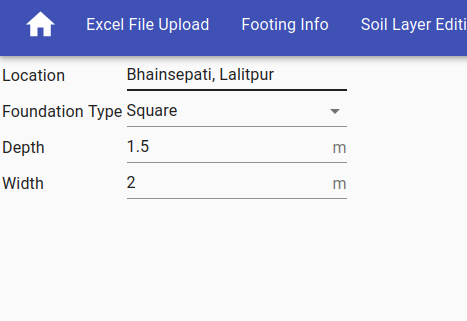 Excel File Upload Footing Info Soil Layer Editi
Location Bhainsepati, Lalitpur
Foundation Type Square
Depth 1.5 m
Width 2 m